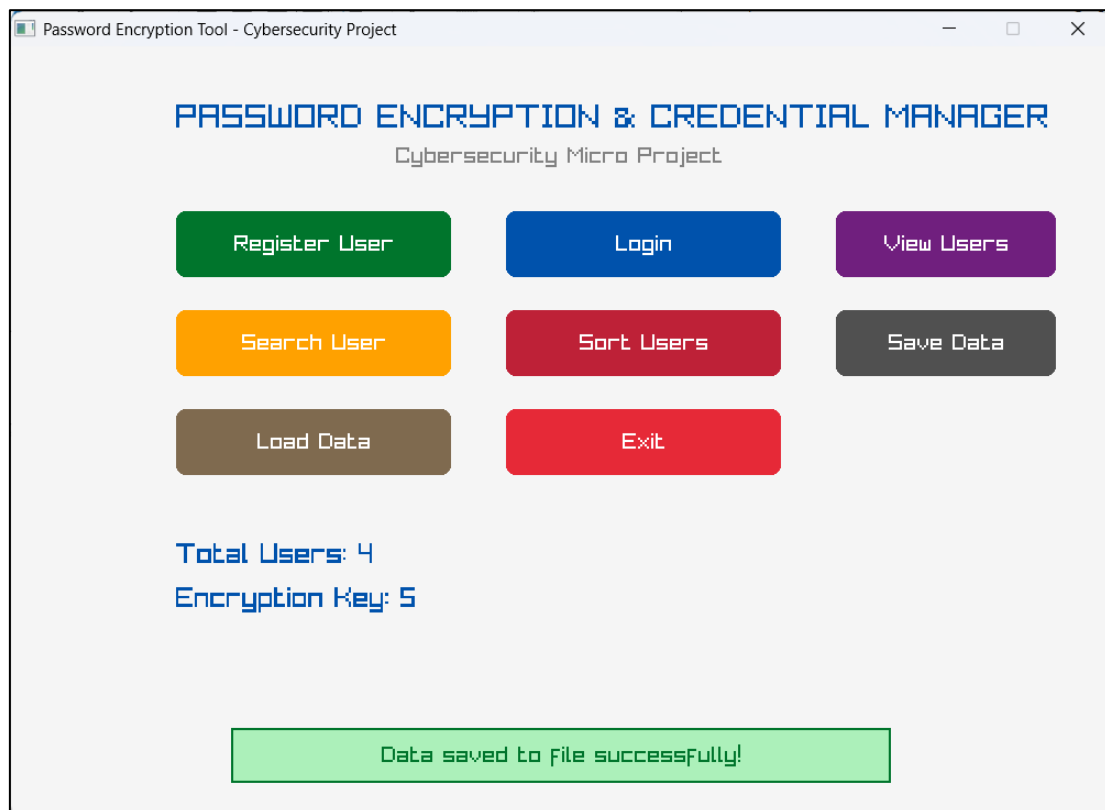 Password Encryption Tool - Cybersecurity Project
PASSWORD ENCRYPTION & CREDENTIAL MANAGER
Cybersecurity Micro Project
Register User
Login
View Users
Search User
Sort Users
Save Data
Load Data
Exit
Total Users: 4
Encryption Key: 5
Data saved to file successfully!